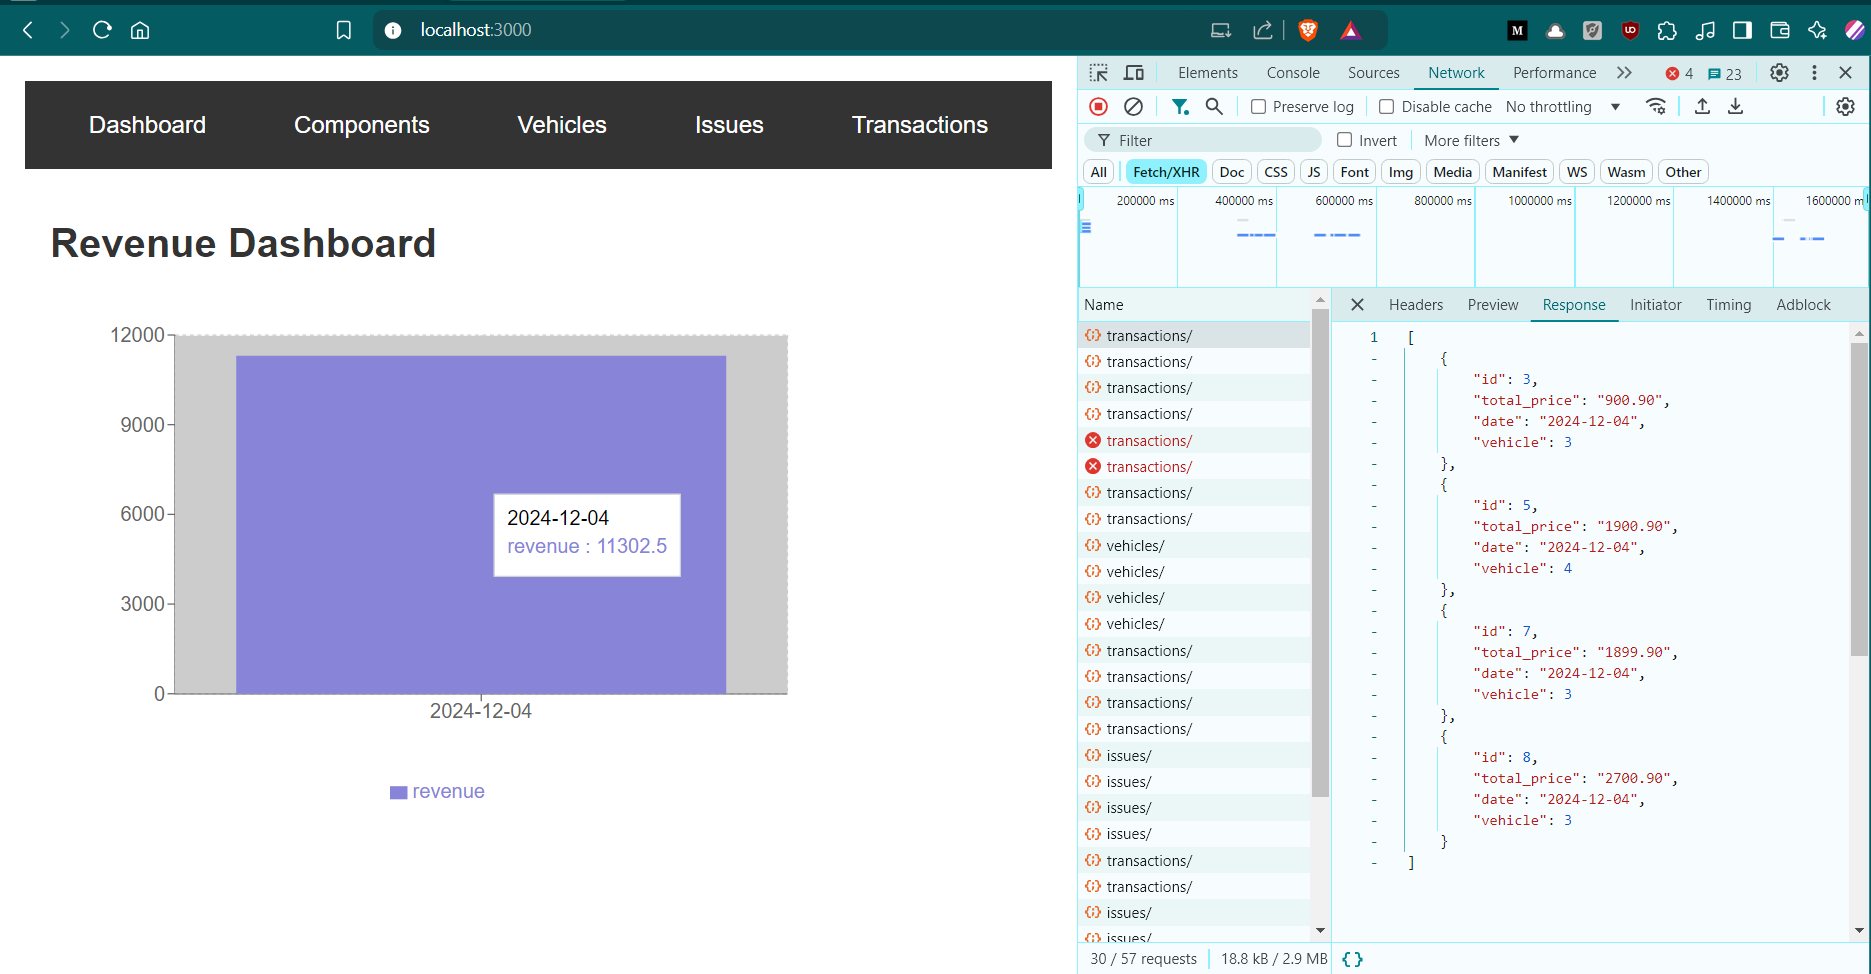 localhost:3000
M
UO
Dashboard Components Vehicles Issues Transactions
Revenue Dashboard
12000
9000
6000
3000
0
2024-12-04
revenue : 11302.5
2024-12-04
revenue
Elements Console Sources Network Performance 4 23
Preserve log Disable cache No throttling
Filter Invert More filters
All Fetch/XHR Doc CSS JS Font Img Media Manifest WS Wasm Other
200000 ms 400000 ms 600000 ms 800000 ms 1000000 ms 1200000 ms 1400000 ms 1600000 m
Name
transactions/
transactions/
transactions/
transactions/
transactions/
transactions/
transactions/
transactions/
vehicles/
vehicles/
vehicles/
vehicles/
transactions/
transactions/
transactions/
transactions/
issues/
issues/
issues/
issues/
transactions/
transactions/
issues/
issues/
Headers Preview Response Initiator Timing Adblock
1 [
- {
- "id": 3,
- "total_price": "900.90",
- "date": "2024-12-04",
- "vehicle": 3
- },
- {
- "id": 5,
- "total_price": "1900.90",
- "date": "2024-12-04",
- "vehicle": 4
- },
- {
- "id": 7,
- "total_price": "1899.90",
- "date": "2024-12-04",
- "vehicle": 3
- },
- {
- "id": 8,
- "total_price": "2700.90",
- "date": "2024-12-04",
- "vehicle": 3
- }
- ]
30 / 57 requests 18.8 kB / 2.9 MB { }